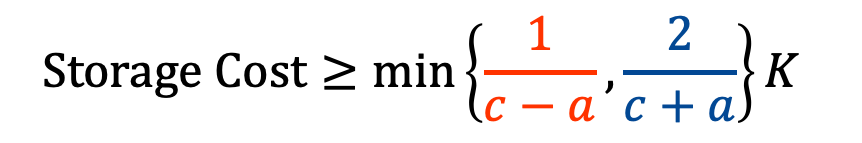 Storage Cost ≥ min{1/(c − a), 2/(c + a)} K